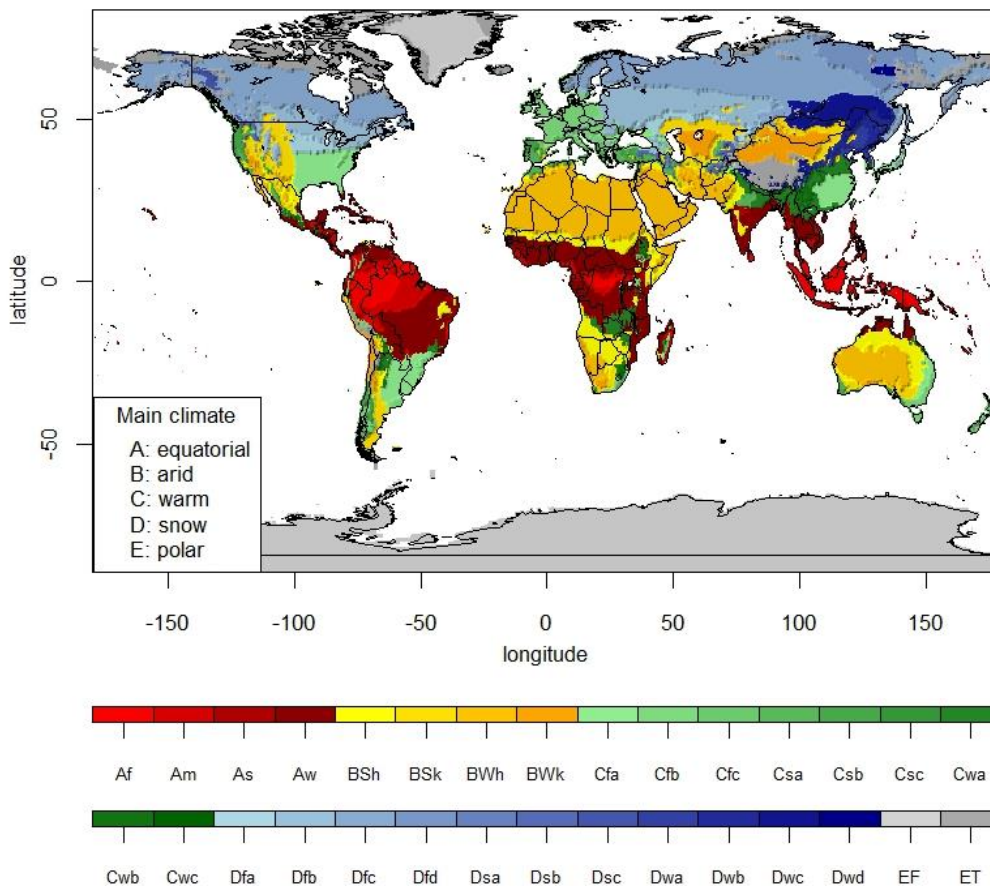 50
0
-50
latitude
Main climate
A: equatorial
B: arid
C: warm
D: snow
E: polar
-150 -100 -50 0 50 100 150
longitude
Af Am As Aw BSh BSk BWh BWk Cfa Cfb Cfc Csa Csb Csc Cwa
Cwb Cwc Dfa Dfb Dfc Dfd Dsa Dsb Dsc Dwa Dwb Dwc Dwd EF ET